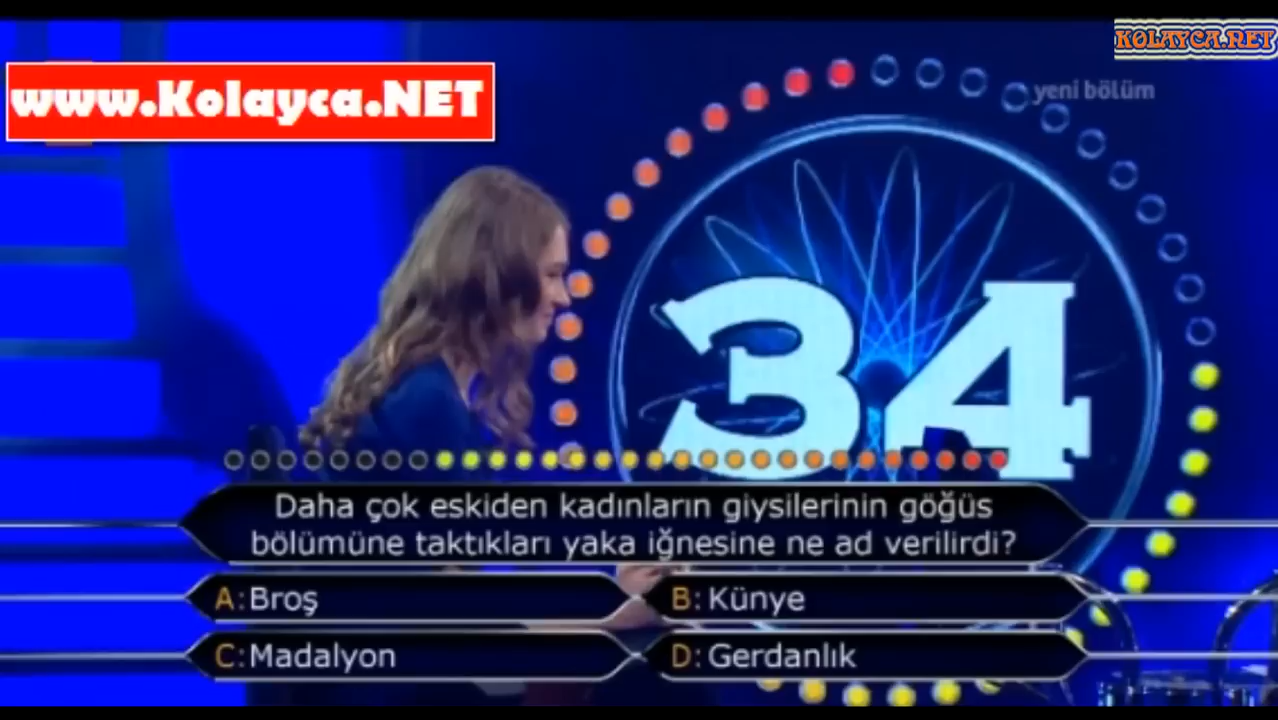 KOLAYCA.NET
www.Kolayca.NET
yeni bölüm
34
Daha çok eskiden kadınların giysilerinin göğüs
bölümüne taktıkları yaka iğnesine ne ad verilirdi?
A: Broş
B: Künye
C: Madalyon
D: Gerdanlık